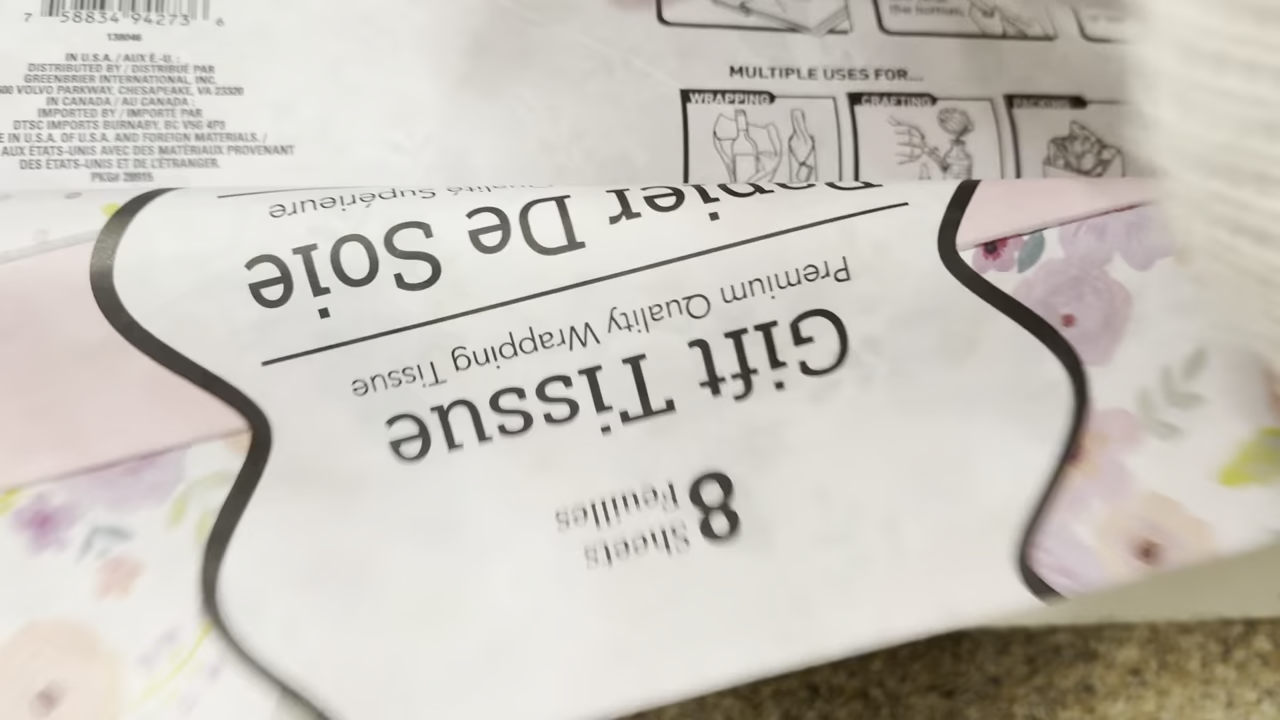 7 58834 94273 6
138046
IN U.S.A. / AUX É.-U. :
DISTRIBUTED BY / DISTRIBUÉ PAR
GREENBRIER INTERNATIONAL, INC.
VOLVO PARKWAY, CHESAPEAKE, VA 23320
IN CANADA / AU CANADA :
IMPORTED BY / IMPORTÉ PAR
DTSC IMPORTS BURNABY, BC V5G 4P3
IN U.S.A. OF U.S.A. AND FOREIGN MATERIALS. /
AUX ÉTATS-UNIS AVEC DES MATÉRIAUX PROVENANT
DES ÉTATS-UNIS ET DE L'ÉTRANGER.
MULTIPLE USES FOR...
WRAPPING
CRAFTING
PACKING
8 Sheets
Feuilles
Gift Tissue
Premium Quality Wrapping Tissue
Papier De Soie
Qualité Supérieure